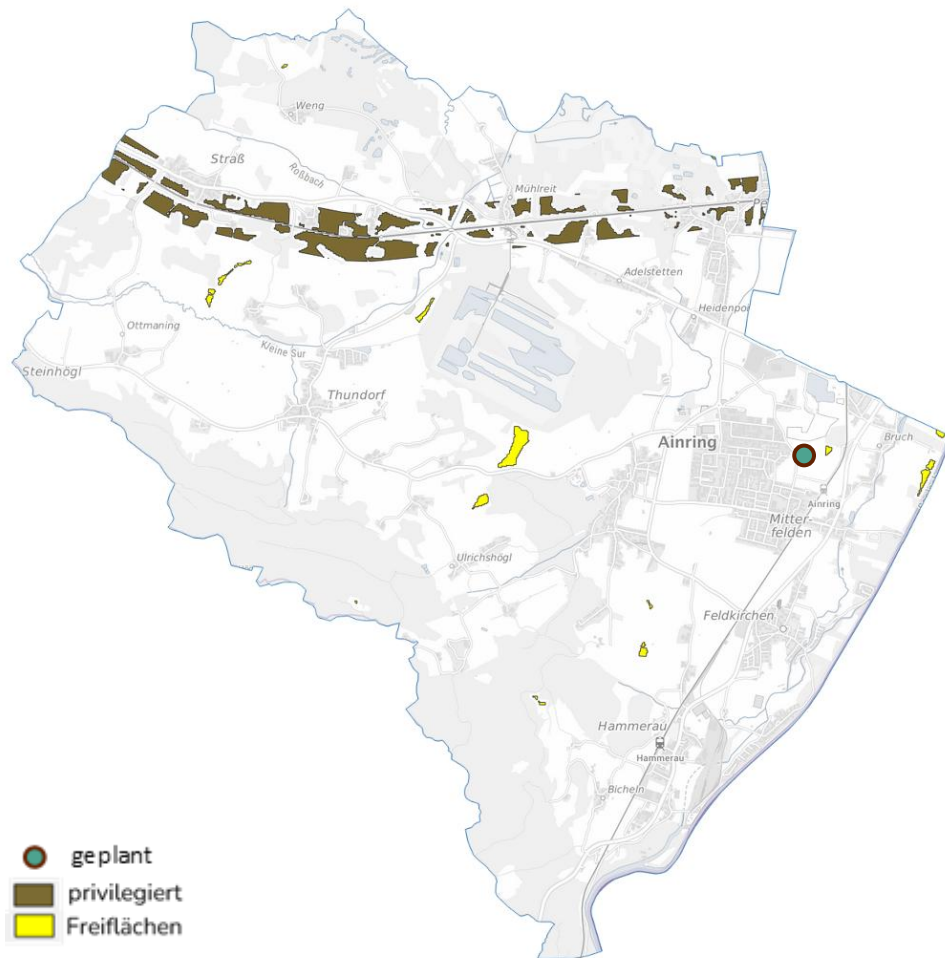 Weng
Straß
Roßbach
Mühlreit
Adelstetten
Heidenpoi
Ottmaning
Kleine Sur
Steinhögl
Thundorf
Ainring
Bruch
Ainring
Mitter-
felden
Ulrichshögl
Feldkirchen
Hammerau
Hammerau
Bicheln
geplant
privilegiert
Freiflächen